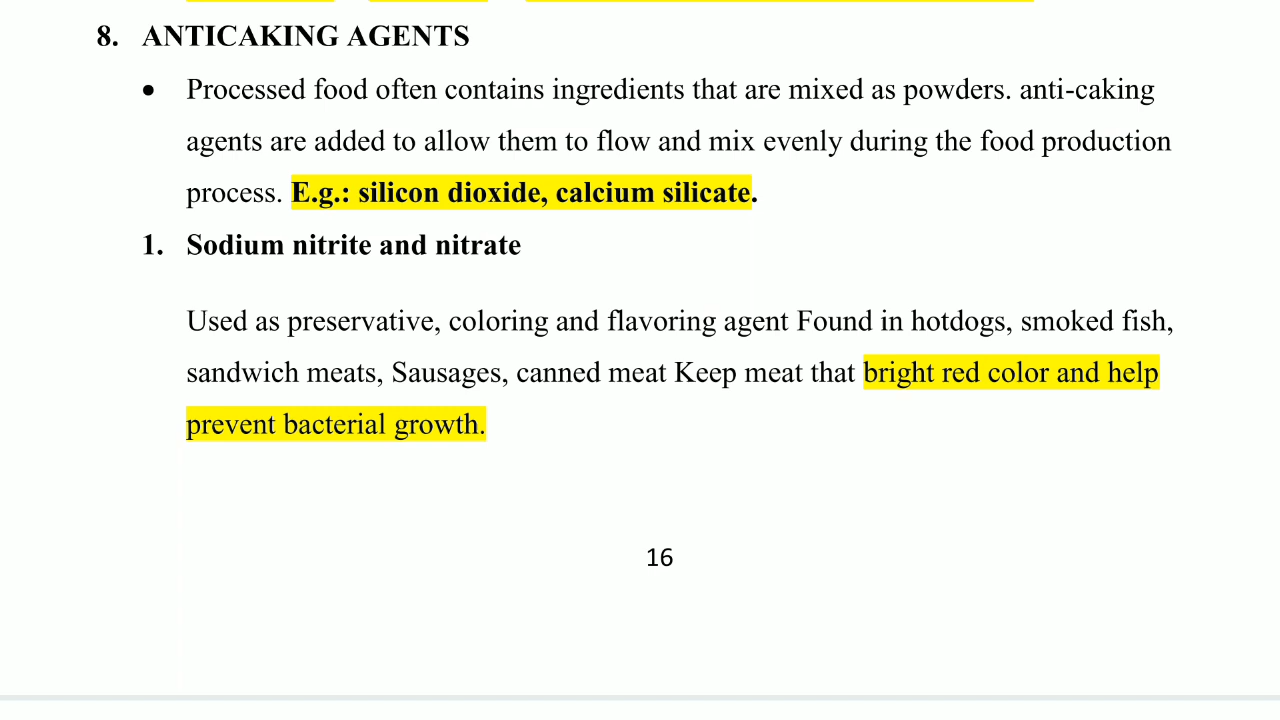 8. ANTICAKING AGENTS
• Processed food often contains ingredients that are mixed as powders. anti-caking
agents are added to allow them to flow and mix evenly during the food production
process. E.g.: silicon dioxide, calcium silicate.
1. Sodium nitrite and nitrate
Used as preservative, coloring and flavoring agent Found in hotdogs, smoked fish,
sandwich meats, Sausages, canned meat Keep meat that bright red color and help
prevent bacterial growth.
16